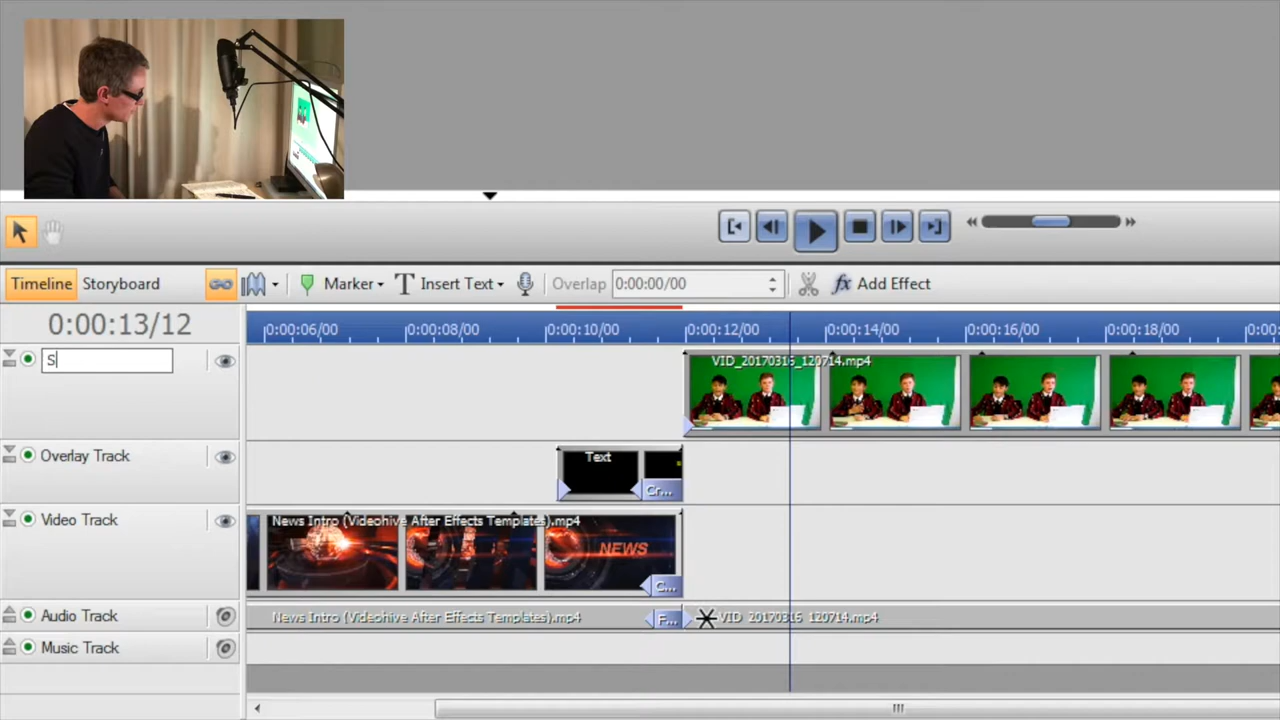 Timeline Storyboard Marker Insert Text Overlap 0:00:00/00 fx Add Effect
0:00:13/12 0:00:06/00 0:00:08/00 0:00:10/00 0:00:12/00 0:00:14/00 0:00:16/00 0:00:18/00
S VID_20170316_120714.mp4
Overlay Track Text Cr...
Video Track News Intro (Videohive After Effects Templates).mp4
NEWS
C...
Audio Track News Intro (Videohive After Effects Templates).mp4 F... VID_20170316_120714.mp4
Music Track